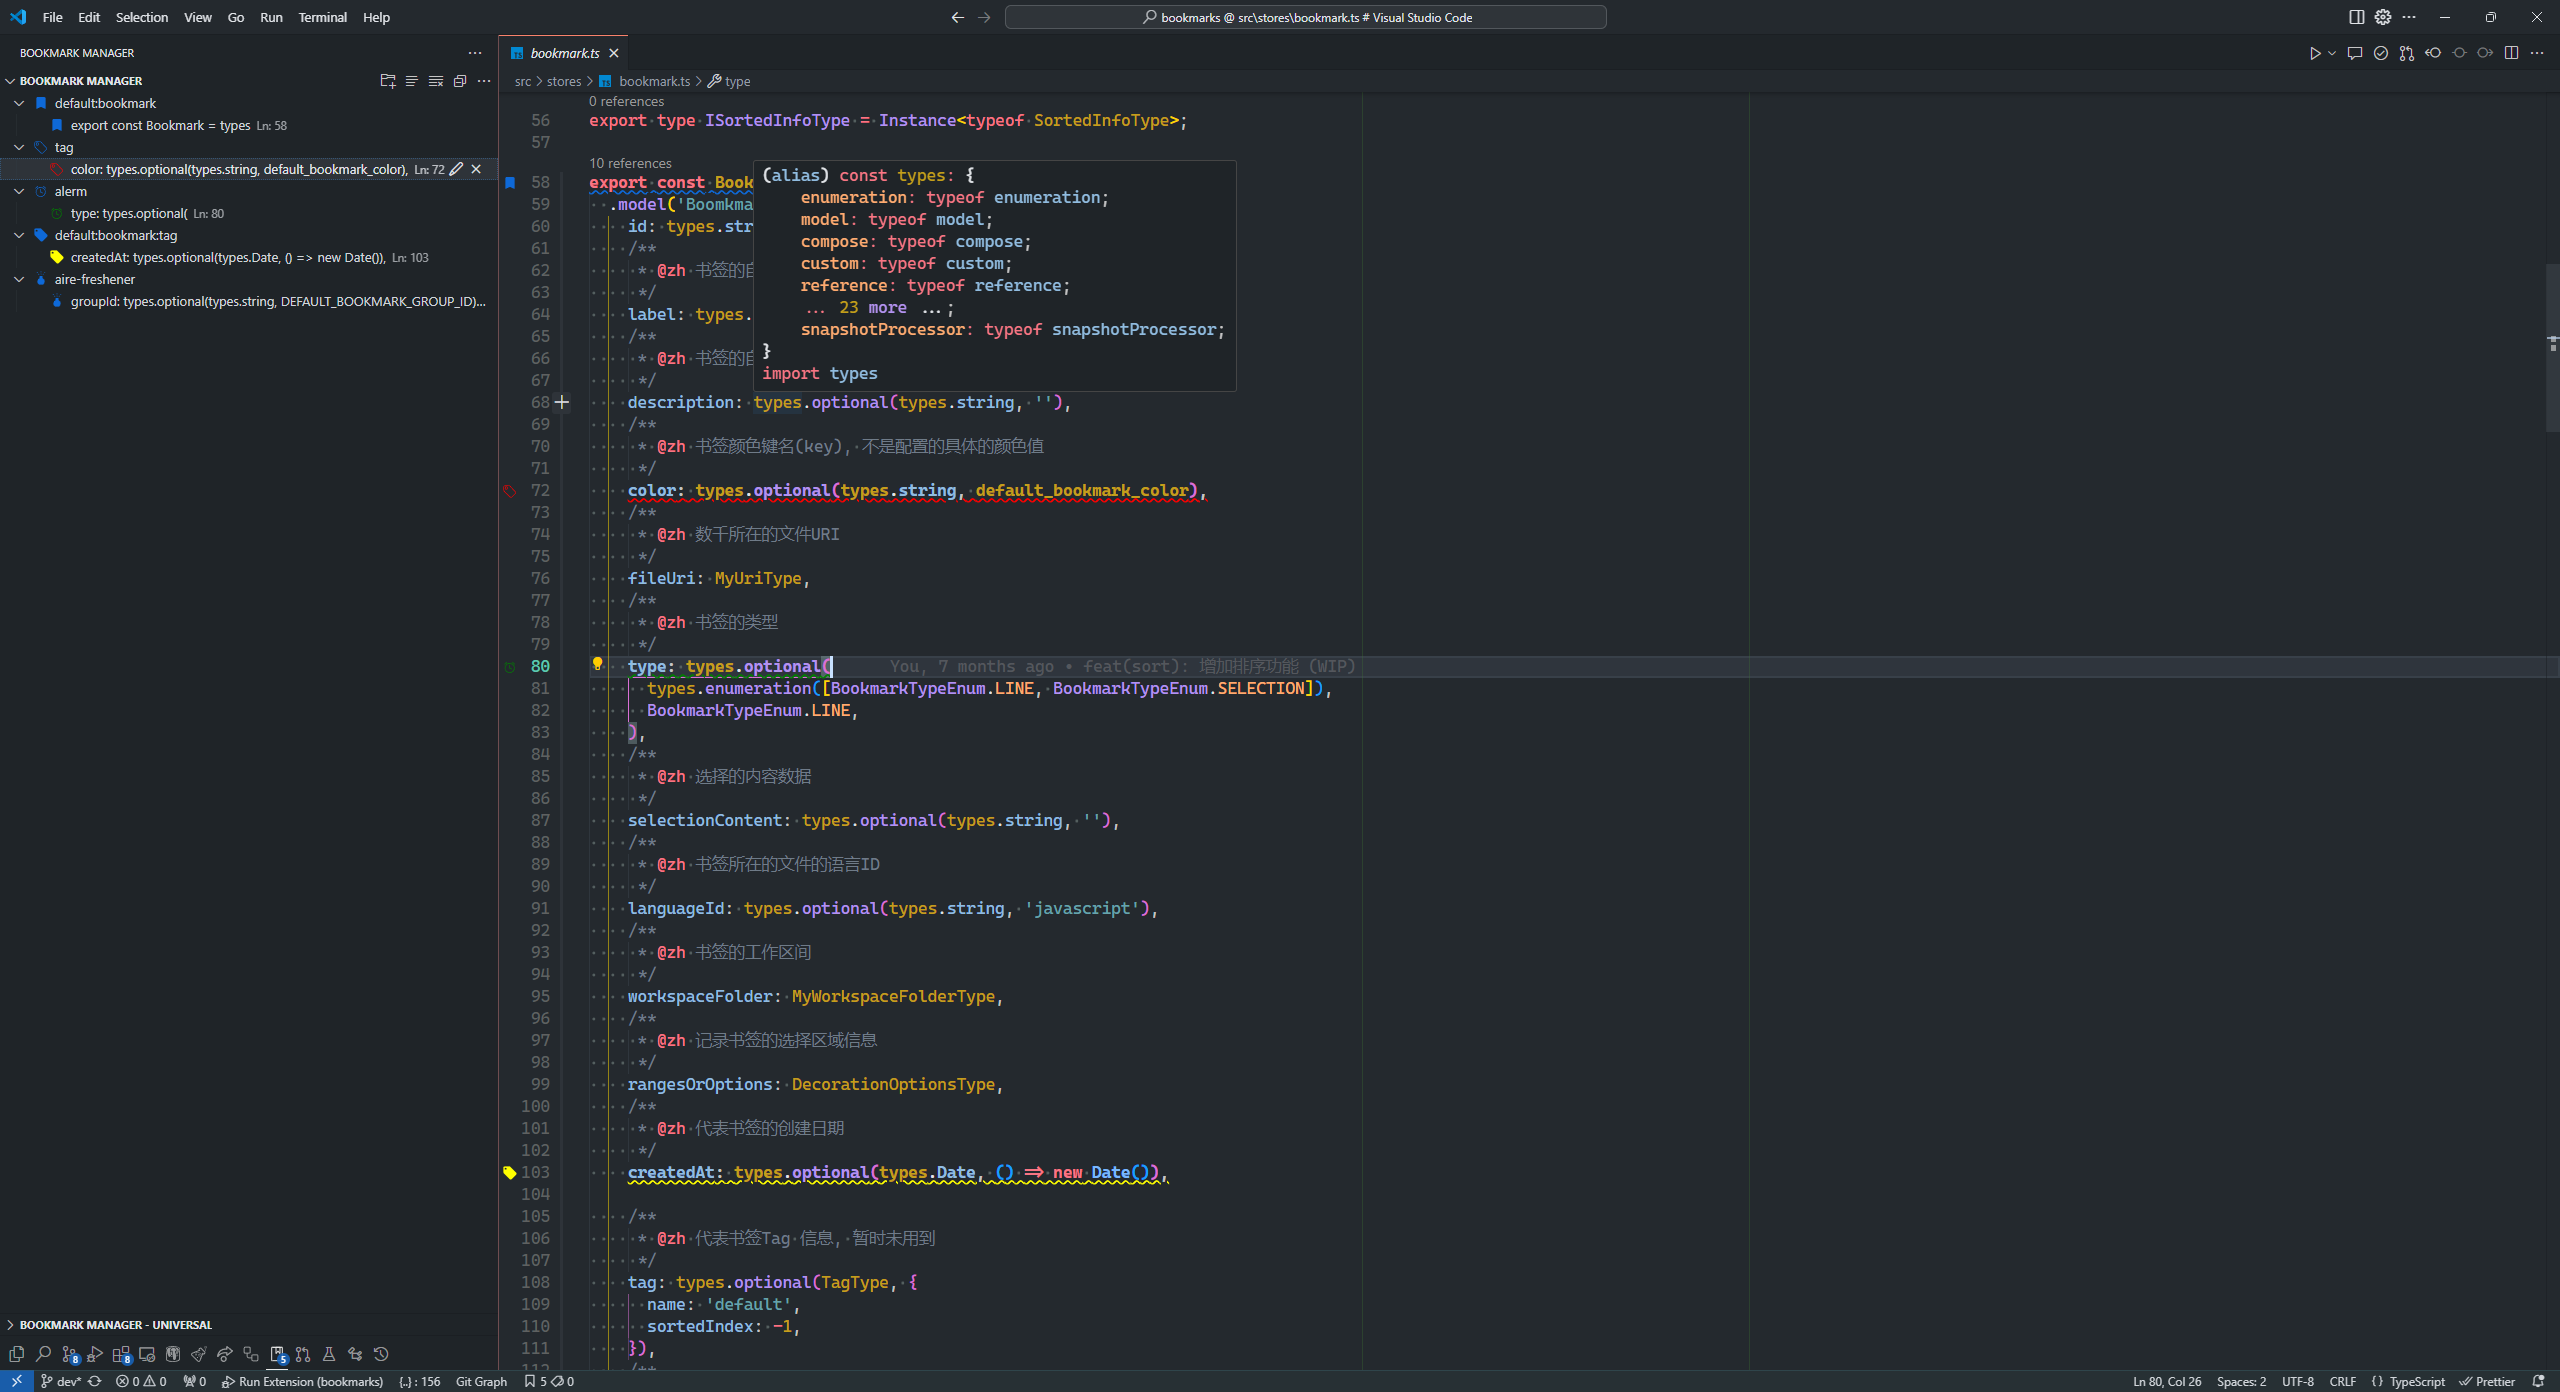 File Edit Selection View Go Run Terminal Help
bookmarks @ src\stores\bookmark.ts # Visual Studio Code
BOOKMARK MANAGER
BOOKMARK MANAGER
default:bookmark
export const Bookmark = types Ln: 58
tag
color: types.optional(types.string, default_bookmark_color), Ln: 72
alerm
type: types.optional( Ln: 80
default:bookmark:tag
createdAt: types.optional(types.Date, () => new Date()), Ln: 103
aire-freshener
groupId: types.optional(types.string, DEFAULT_BOOKMARK_GROUP_ID)...
BOOKMARK MANAGER - UNIVERSAL
8 8 5
bookmark.ts
src > stores > bookmark.ts > type
0 references
56 export type ISortedInfoType = Instance<typeof SortedInfoType>;
57
10 references
58 export const Book
59 .model('Boomkma
60 id: types.str
61 /**
62 * @zh 书签的自
63 */
64 label: types.
65 /**
66 * @zh 书签的自
67 */
(alias) const types: {
enumeration: typeof enumeration;
model: typeof model;
compose: typeof compose;
custom: typeof custom;
reference: typeof reference;
... 23 more ...;
snapshotProcessor: typeof snapshotProcessor;
}
import types
68 description: types.optional(types.string, ''),
69 /**
70 * @zh 书签颜色键名(key), 不是配置的具体的颜色值
71 */
72 color: types.optional(types.string, default_bookmark_color),
73 /**
74 * @zh 数千所在的文件URI
75 */
76 fileUri: MyUriType,
77 /**
78 * @zh 书签的类型
79 */
80 type: types.optional( You, 7 months ago • feat(sort): 增加排序功能 (WIP)
81 types.enumeration([BookmarkTypeEnum.LINE, BookmarkTypeEnum.SELECTION]),
82 BookmarkTypeEnum.LINE,
83 ),
84 /**
85 * @zh 选择的内容数据
86 */
87 selectionContent: types.optional(types.string, ''),
88 /**
89 * @zh 书签所在的文件的语言ID
90 */
91 languageId: types.optional(types.string, 'javascript'),
92 /**
93 * @zh 书签的工作区间
94 */
95 workspaceFolder: MyWorkspaceFolderType,
96 /**
97 * @zh 记录书签的选择区域信息
98 */
99 rangesOrOptions: DecorationOptionsType,
100 /**
101 * @zh 代表书签的创建日期
102 */
103 createdAt: types.optional(types.Date, () => new Date()),
104
105 /**
106 * @zh 代表书签Tag 信息, 暂时未用到
107 */
108 tag: types.optional(TagType, {
109 name: 'default',
110 sortedIndex: -1,
111 }),
112 /**
dev* 0 0 0 Run Extension (bookmarks) {..} : 156 Git Graph 5 0
Ln 80, Col 26 Spaces: 2 UTF-8 CRLF { } TypeScript Prettier